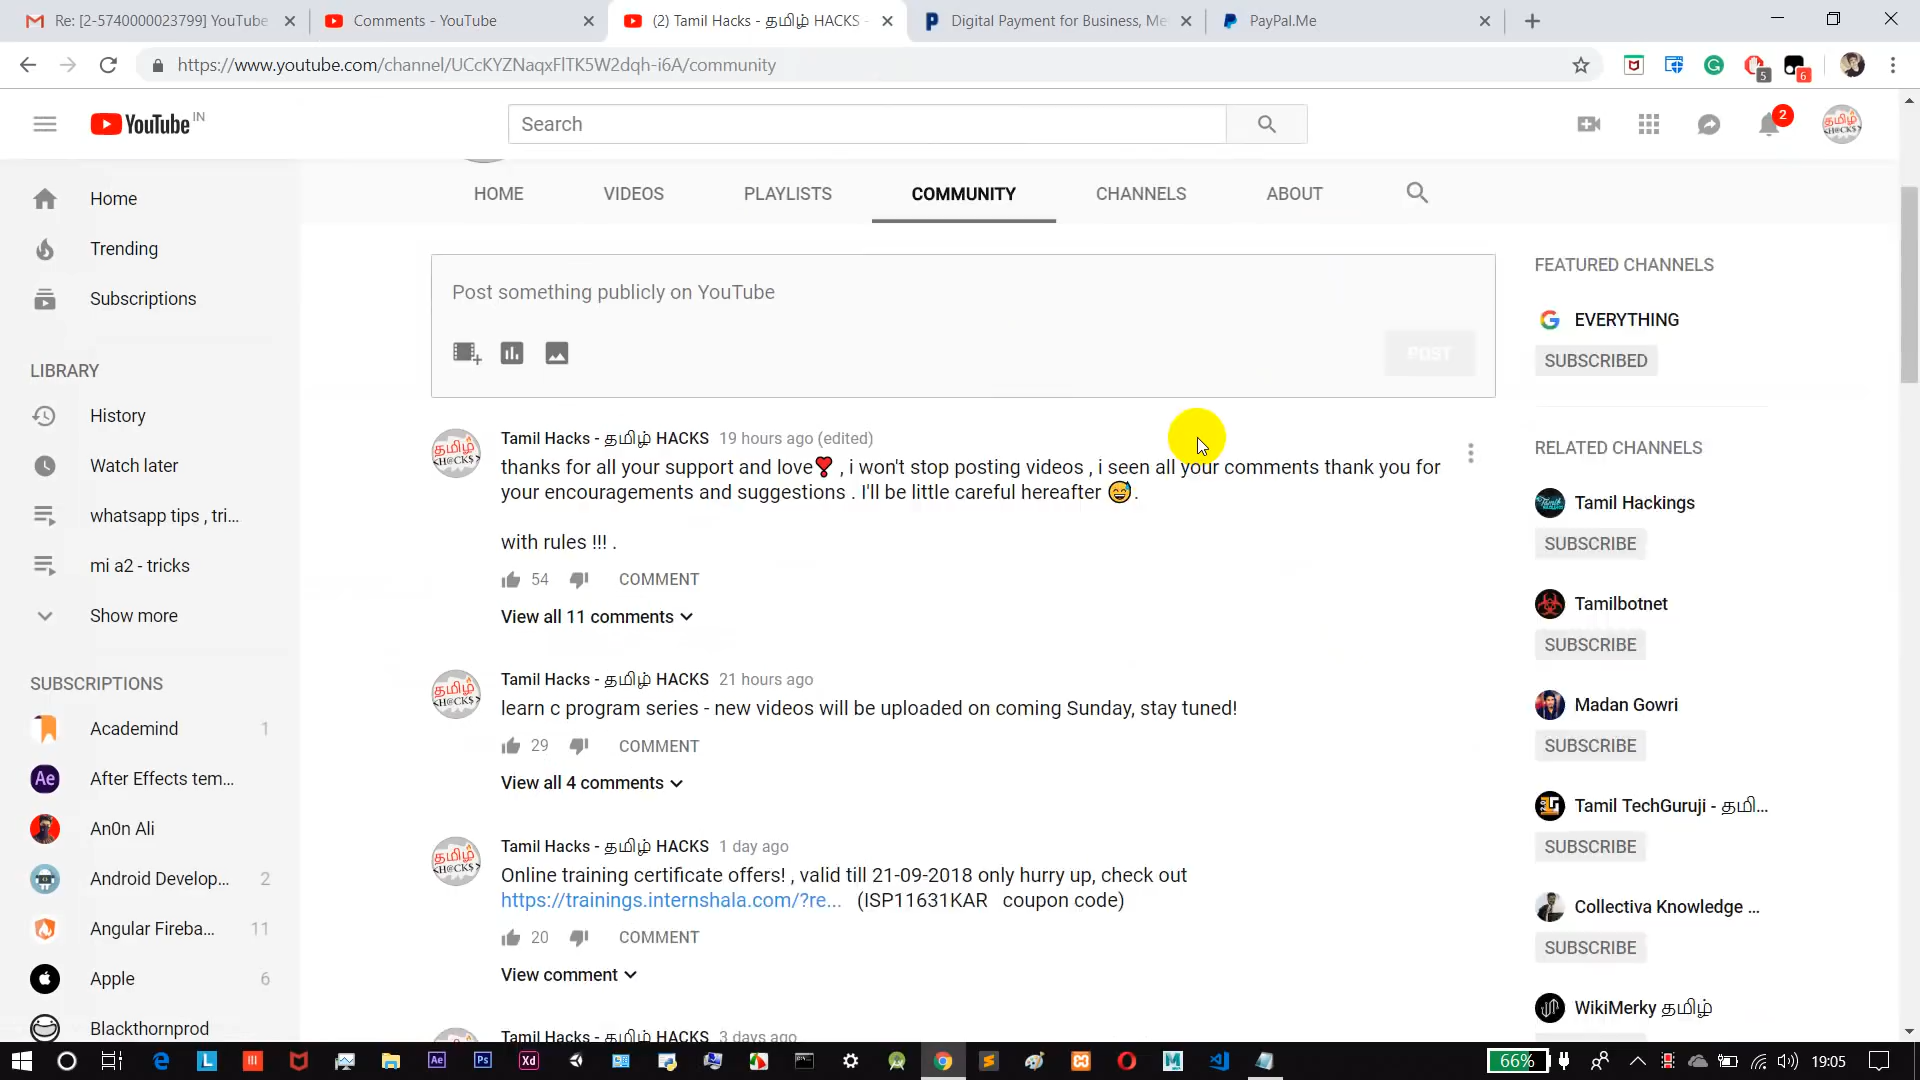 Re: [2-5740000023799] YouTube
Comments - YouTube
(2) Tamil Hacks - தமிழ் HACKS -
Digital Payment for Business, Me
PayPal.Me
https://www.youtube.com/channel/UCcKYZNaqxFlTK5W2dqh-i6A/community
5
6
YouTube IN
Search
2
Home
Trending
Subscriptions
LIBRARY
History
Watch later
whatsapp tips , tri...
mi a2 - tricks
Show more
SUBSCRIPTIONS
Academind 1
After Effects tem...
An0n Ali
Android Develop... 2
Angular Fireba... 11
Apple 6
Blackthornprod
HOME VIDEOS PLAYLISTS COMMUNITY CHANNELS ABOUT
Post something publicly on YouTube
POST
Tamil Hacks - தமிழ் HACKS 19 hours ago (edited)
thanks for all your support and love❣ , i won't stop posting videos , i seen all your comments thank you for
your encouragements and suggestions . I'll be little careful hereafter 😅.
with rules !!! .
54 COMMENT
View all 11 comments
Tamil Hacks - தமிழ் HACKS 21 hours ago
learn c program series - new videos will be uploaded on coming Sunday, stay tuned!
29 COMMENT
View all 4 comments
Tamil Hacks - தமிழ் HACKS 1 day ago
Online training certificate offers! , valid till 21-09-2018 only hurry up, check out
https://trainings.internshala.com/?re... (ISP11631KAR coupon code)
20 COMMENT
View comment
Tamil Hacks - தமிழ் HACKS 3 days ago
FEATURED CHANNELS
EVERYTHING
SUBSCRIBED
RELATED CHANNELS
Tamil Hackings
SUBSCRIBE
Tamilbotnet
SUBSCRIBE
Madan Gowri
SUBSCRIBE
Tamil TechGuruji - தமி...
SUBSCRIBE
Collectiva Knowledge ...
SUBSCRIBE
WikiMerky தமிழ்
66%
19:05